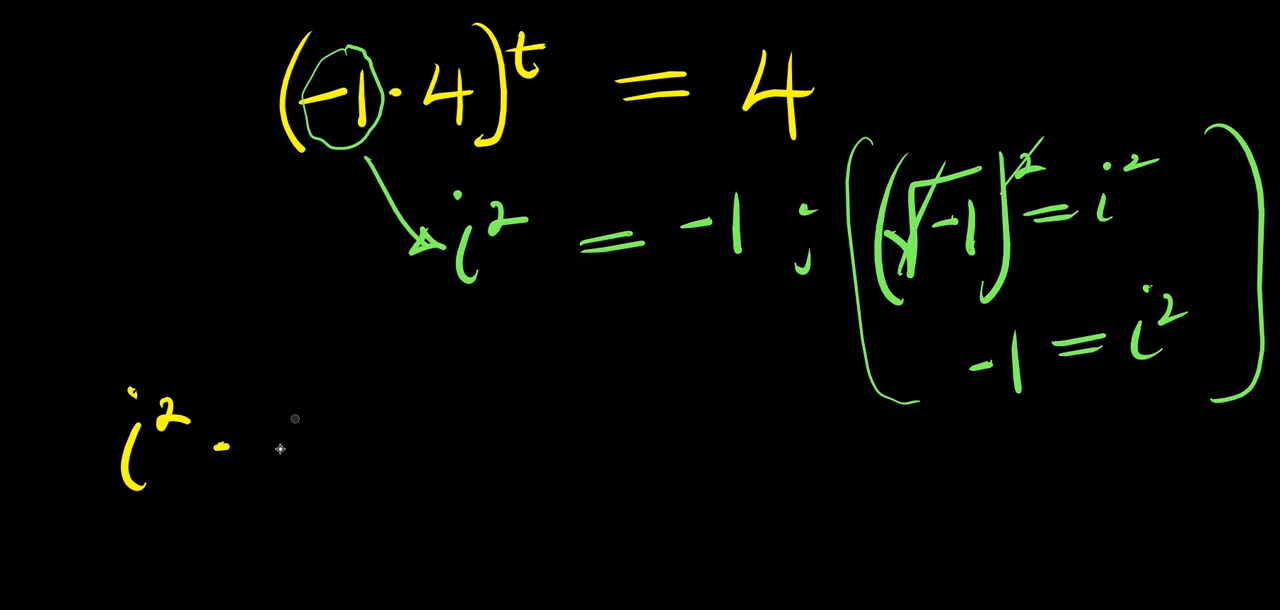 (-1 · 4)^t = 4
i² = -1 ; ((√-1)² = i²
-1 = i²)
i² ·